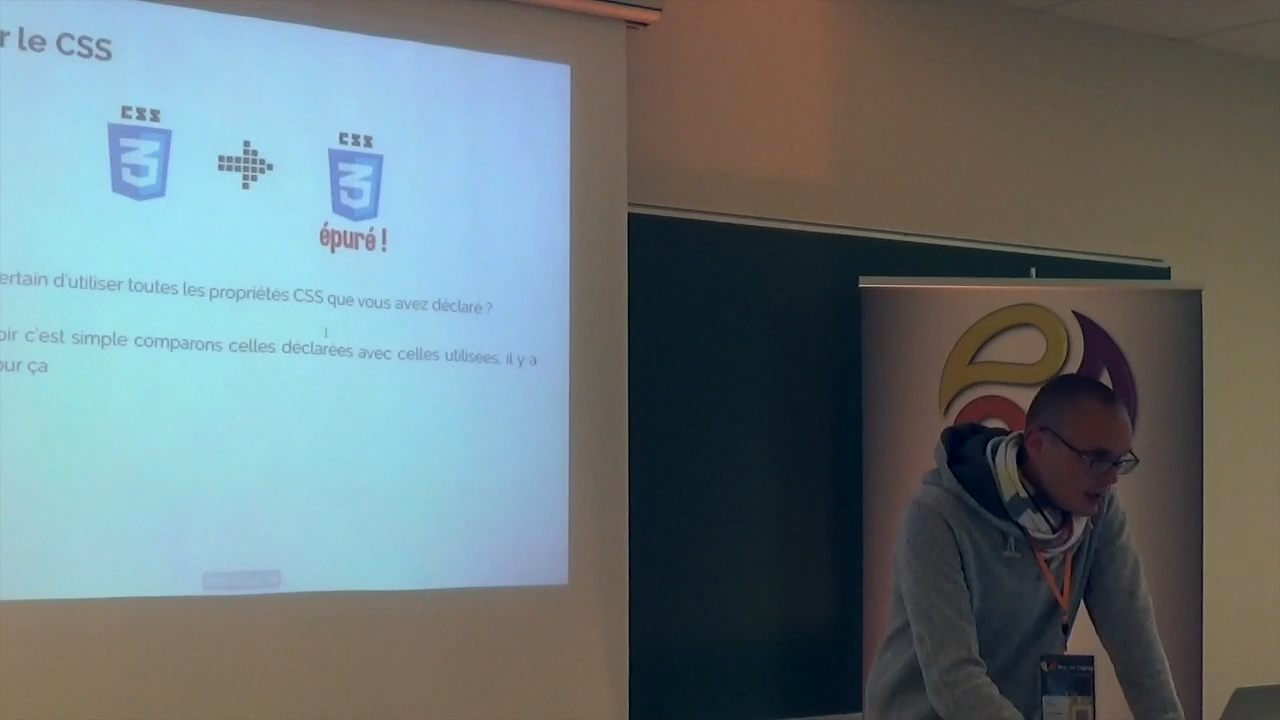 r le CSS
CSS
3
CSS
3
épuré !
ertain d'utiliser toutes les propriétés CSS que vous avez déclaré ?
oir c'est simple comparons celles déclarées avec celles utilisées, il y a
our ça